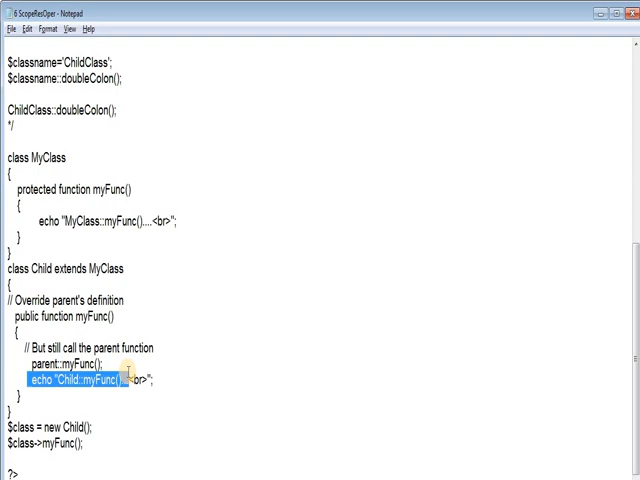 6 ScopeResOper - Notepad
File Edit Format View Help
$classname='ChildClass';
$classname::doubleColon();
ChildClass::doubleColon();
*/
class MyClass
{
protected function myFunc()
{
echo "MyClass::myFunc()....<br>";
}
}
class Child extends MyClass
{
// Override parent's definition
public function myFunc()
{
// But still call the parent function
parent::myFunc();
echo "Child::myFunc()..<br>";
}
}
$class = new Child();
$class->myFunc();
?>